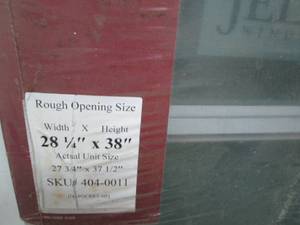 Rough Opening Size
Width X Height
28 ¼" x 38"
Actual Unit Size
27 3/4" x 37 1/2"
SKU# 404-0011